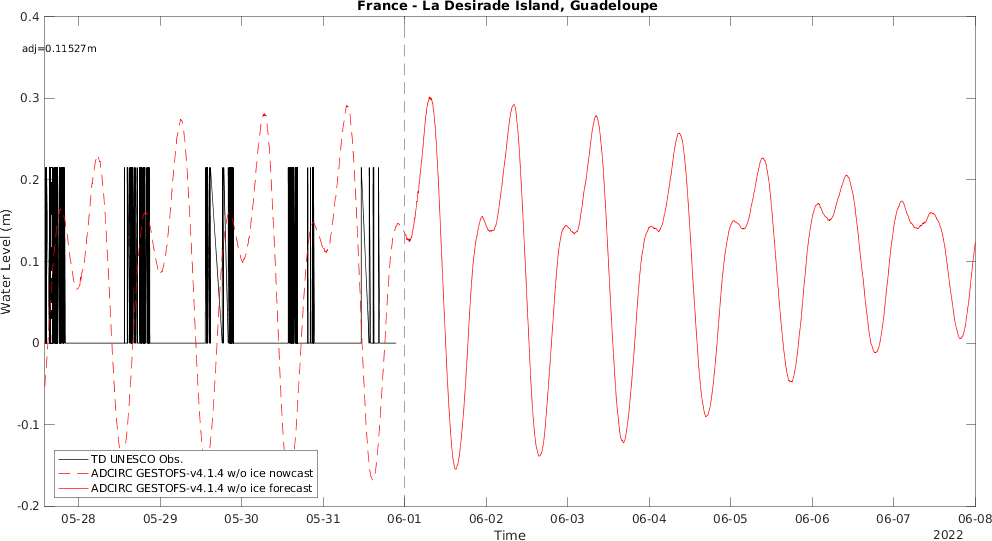 France - La Desirade Island, Guadeloupe
adj=0.11527m
0.4
0.3
0.2
0.1
0
-0.1
-0.2
Water Level (m)
TD UNESCO Obs.
ADCIRC GESTOFS-v4.1.4 w/o ice nowcast
ADCIRC GESTOFS-v4.1.4 w/o ice forecast
05-28 05-29 05-30 05-31 06-01 06-02 06-03 06-04 06-05 06-06 06-07 06-08
Time
2022